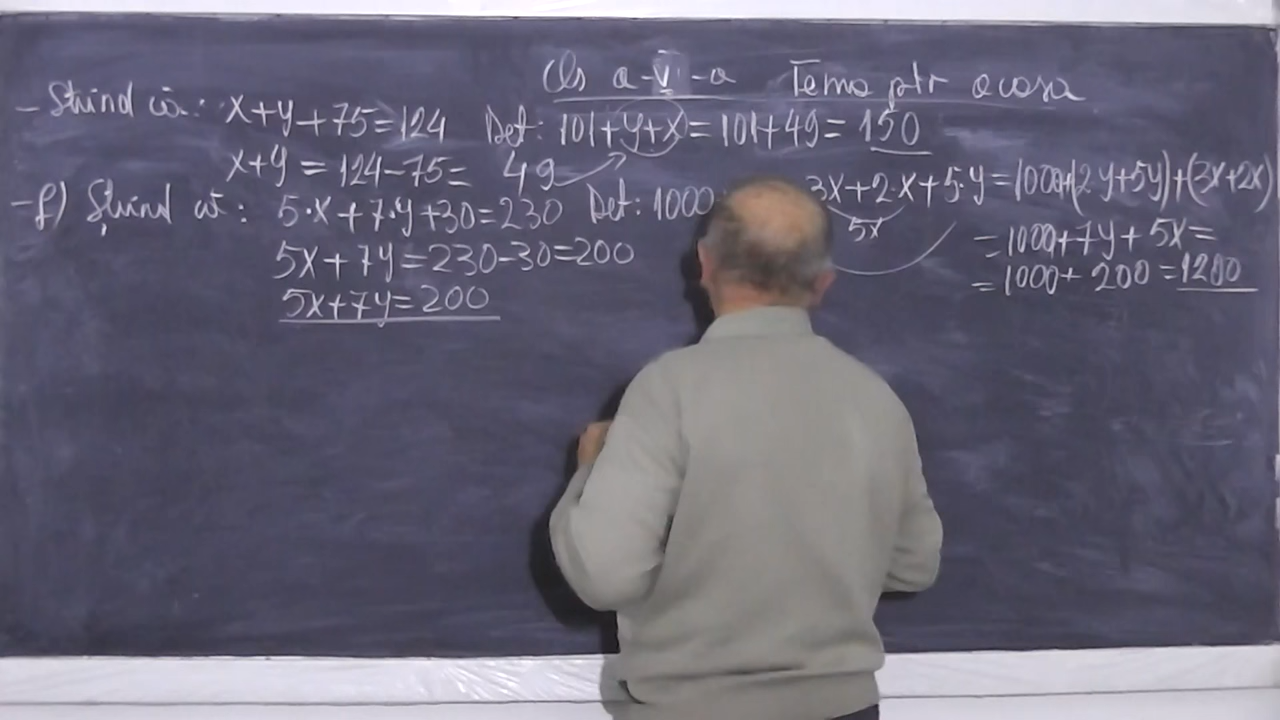 Cls a-V-a Tema ptr acasa
- Știind că: x+y+75=124 Det: 101+y+x=101+49=150
x+y=124-75=49
-f) Știind că: 5·x+7·y+30=230 Det: 1000 3x+2·x+5·y=1000+(2y+5y)+(3x+2x)
5x
5x+7y=230-30=200 =1000+7y+5x=
=1000+200=1200
5x+7y=200